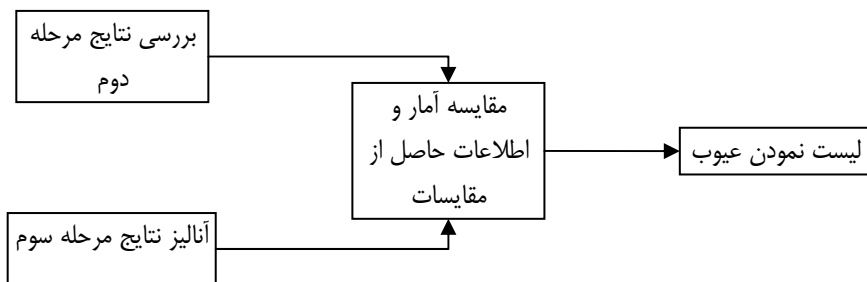 بررسی نتایج مرحله
دوم
مقایسه آمار و
اطلاعات حاصل از
مقایسات
لیست نمودن عیوب
آنالیز نتایج مرحله سوم